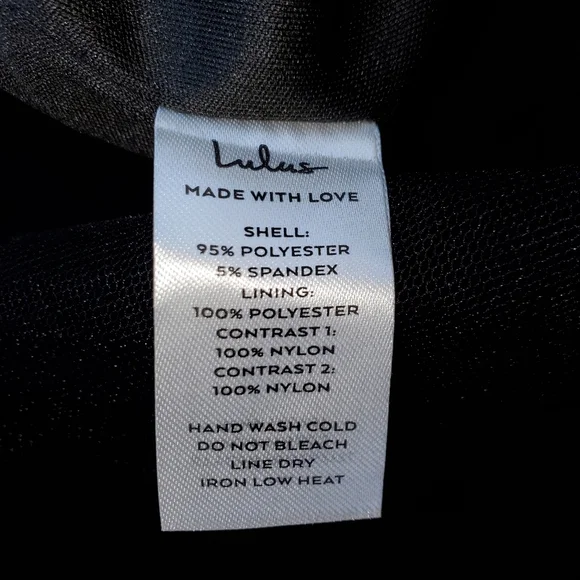 Lulus
MADE WITH LOVE
SHELL:
95% POLYESTER
5% SPANDEX
LINING:
100% POLYESTER
CONTRAST 1:
100% NYLON
CONTRAST 2:
100% NYLON
HAND WASH COLD
DO NOT BLEACH
LINE DRY
IRON LOW HEAT